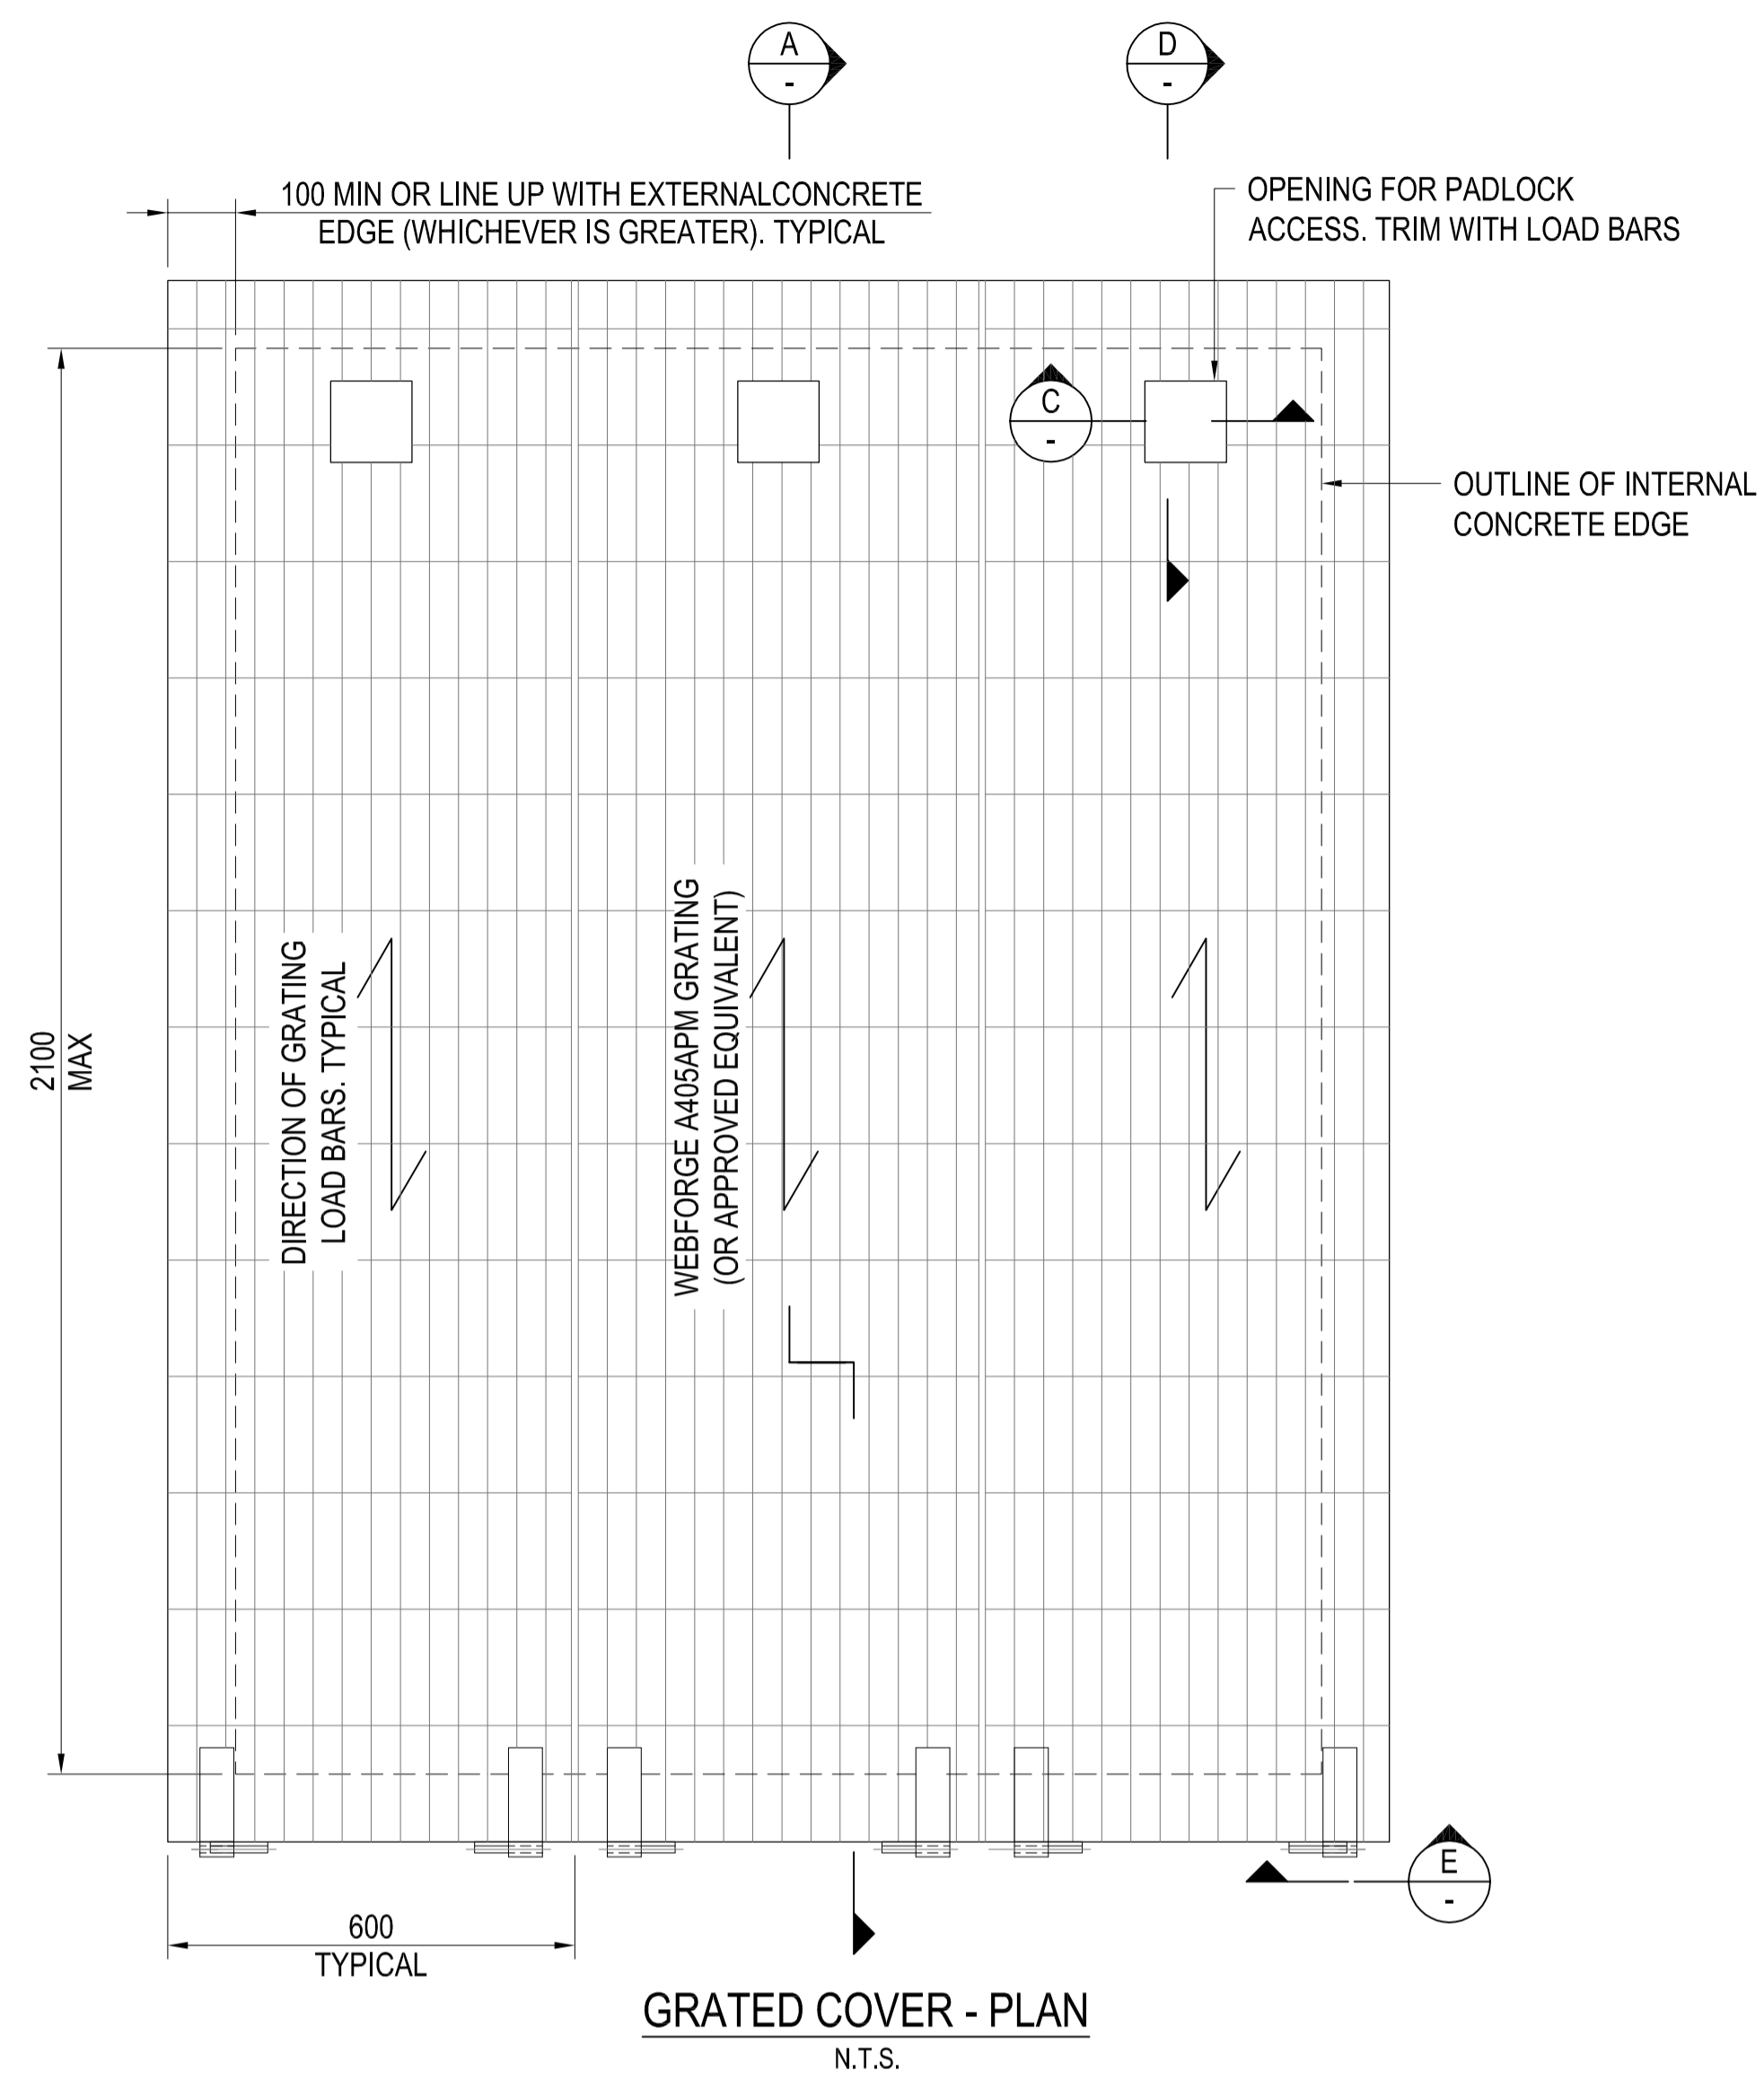 A
-
D
-
100 MIN OR LINE UP WITH EXTERNALCONCRETE
EDGE (WHICHEVER IS GREATER). TYPICAL
OPENING FOR PADLOCK
ACCESS. TRIM WITH LOAD BARS
C
-
OUTLINE OF INTERNAL
CONCRETE EDGE
2100
MAX
DIRECTION OF GRATING
LOAD BARS. TYPICAL
WEBFORGE A405APM GRATING
(OR APPROVED EQUIVALENT)
E
-
600
TYPICAL
GRATED COVER - PLAN
N.T.S.